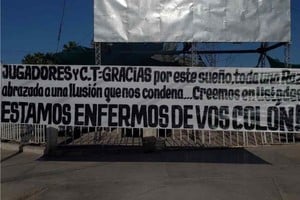 JUGADORES Y C.T-GRACIAS por este sueño, toda una
abrazada a una Ilusión que nos condena... Creemos en Ustedes
ESTAMOS ENFERMOS DE VOS COLON